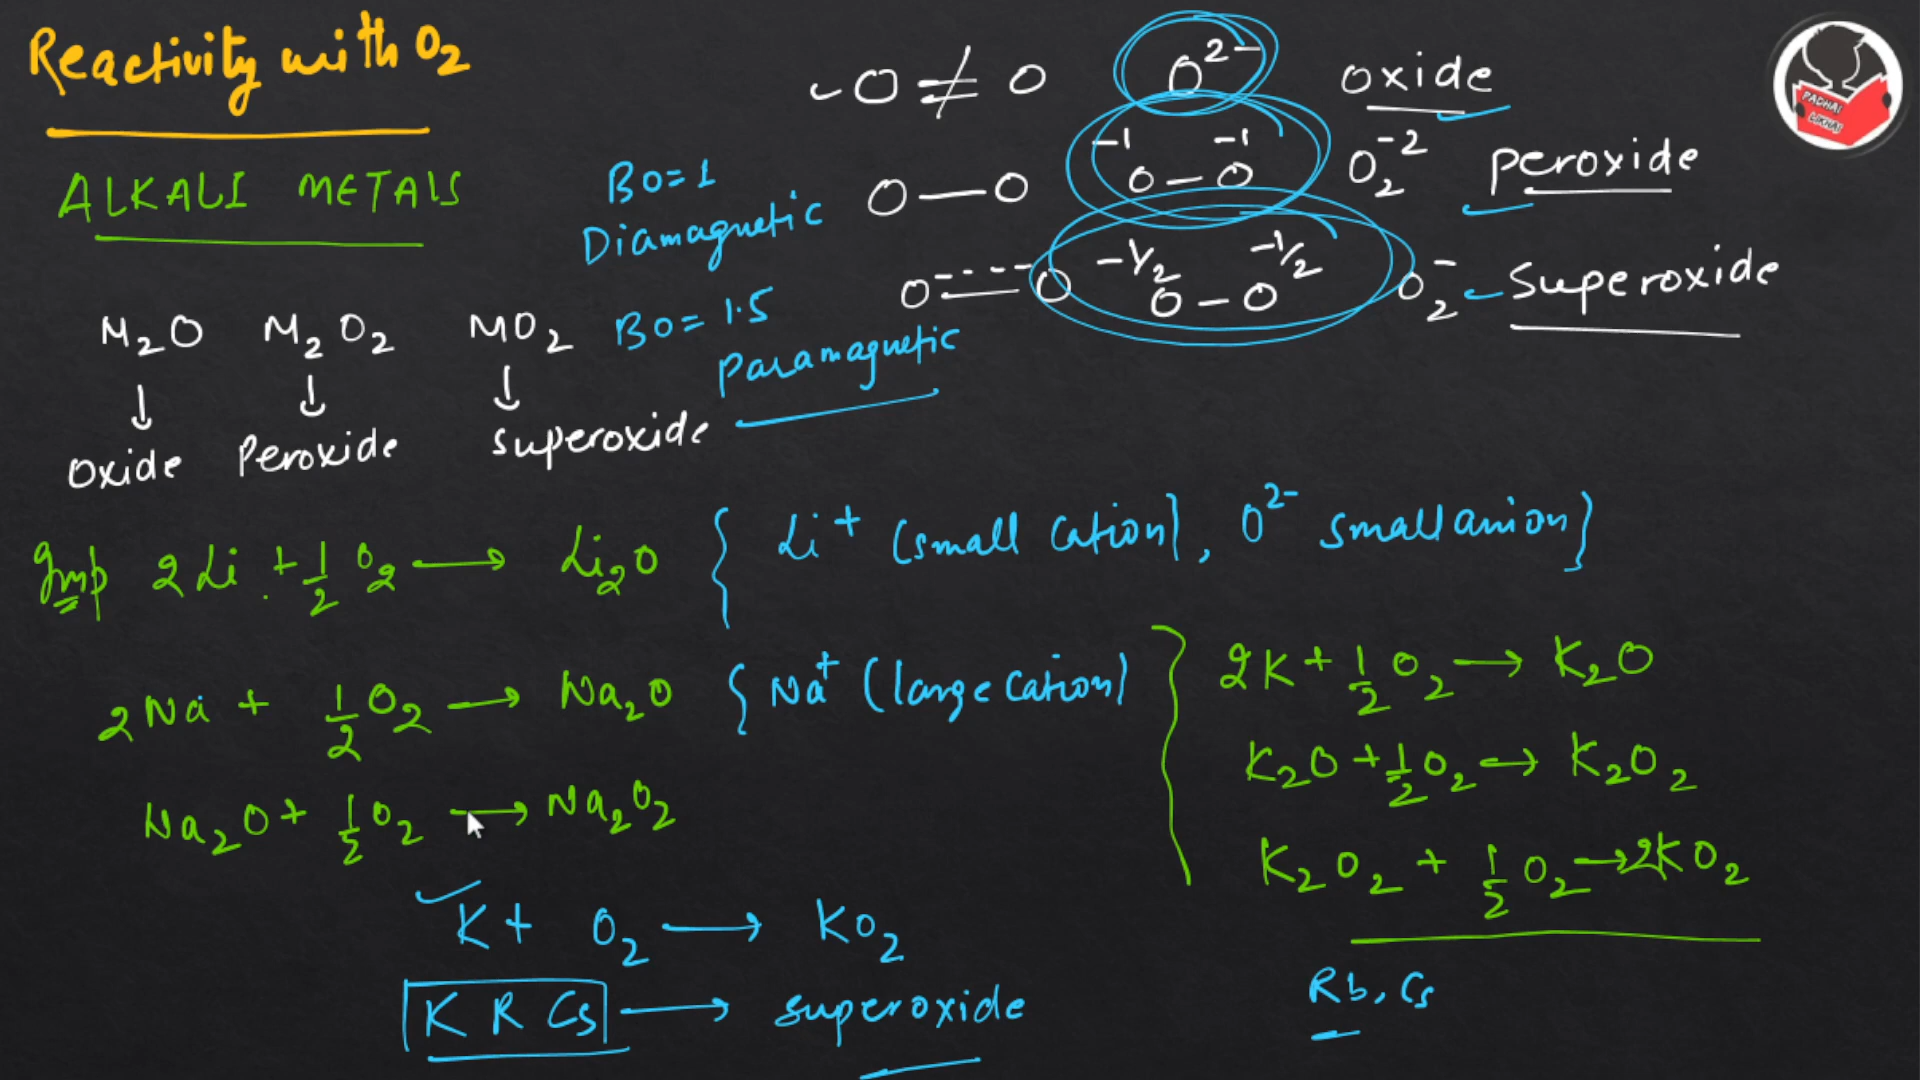 Reactivity with O₂
ALKALI METALS
O≠O O²⁻ oxide
BO=1
Diamagnetic
O—O
-1 -1
O—O O₂⁻² peroxide
O----O
-1/2 -1/2
O—O O₂⁻ superoxide
BO=1.5
Paramagnetic
M₂O M₂O₂ MO₂
↓ ↓ ↓
oxide Peroxide superoxide
Imp 2Li + 1/2 O₂ → Li₂O { Li⁺ (small cation), O²⁻ small anion }
2Na + 1/2 O₂ → Na₂O { Na⁺ (large cation)
Na₂O + 1/2 O₂ → Na₂O₂
} 2K + 1/2 O₂ → K₂O
K₂O + 1/2 O₂ → K₂O₂
K₂O₂ + 1/2 O₂ → 2KO₂
K + O₂ → KO₂
K R Cs → superoxide
Rb, Cs
PADHAI
LIKHAI